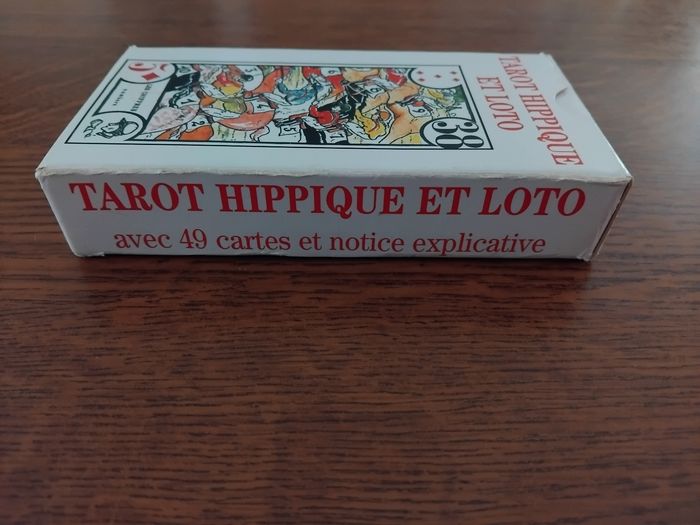 TAROT HIPPIQUE
ET LOTO
38
TAROT HIPPIQUE ET LOTO
avec 49 cartes et notice explicative